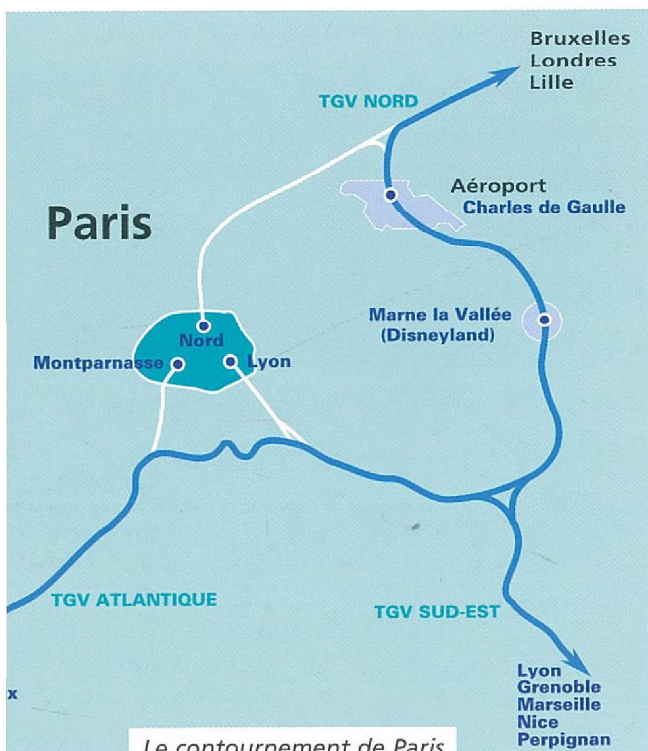 Bruxelles
Londres
Lille
TGV NORD
Aéroport
Charles de Gaulle
Paris
Marne la Vallée
(Disneyland)
Nord
Montparnasse
Lyon
TGV ATLANTIQUE
TGV SUD-EST
x
Lyon
Grenoble
Marseille
Nice
Perpignan
Le contournement de Paris